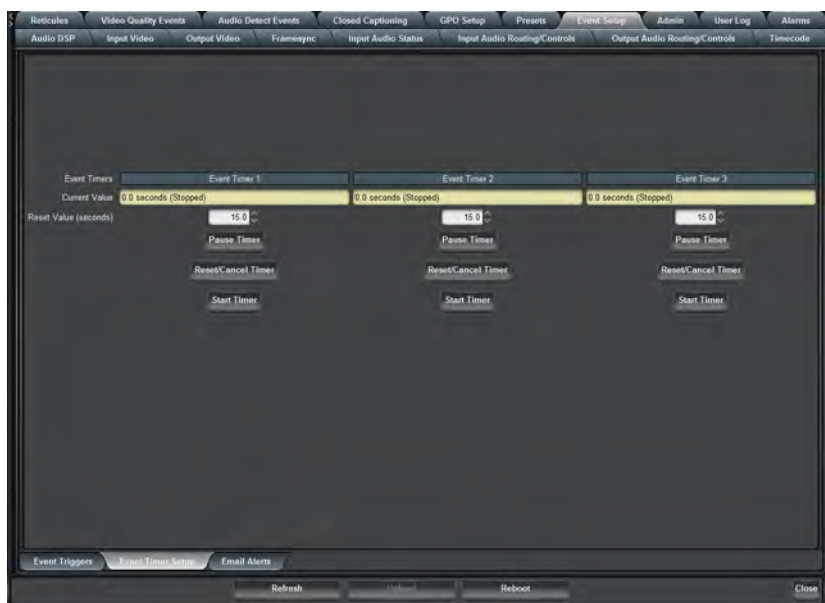 Reticules Video Quality Events Audio Detect Events Closed Captioning GPO Setup Presets Event Setup Admin User Log Alarms
Audio DSP Input Video Output Video Framesync Input Audio Status Input Audio Routing/Controls Output Audio Routing/Controls Timecode
Event Timers Event Timer 1 Event Timer 2 Event Timer 3
Current Value 0.0 seconds (Stopped) 0.0 seconds (Stopped) 0.0 seconds (Stopped)
Reset Value (seconds) 15.0 15.0 15.0
Pause Timer Pause Timer Pause Timer
Reset/Cancel Timer Reset/Cancel Timer Reset/Cancel Timer
Start Timer Start Timer Start Timer
Event Triggers Event Timer Setup Email Alerts
Refresh Upload Reboot Close